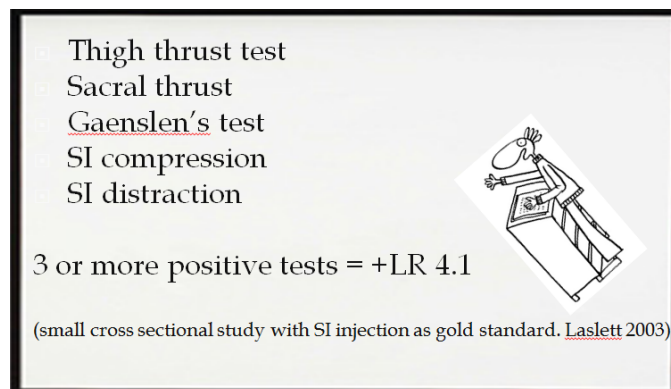 Thigh thrust test
Sacral thrust
Gaenslen's test
SI compression
SI distraction
3 or more positive tests = +LR 4.1
(small cross sectional study with SI injection as gold standard. Laslett 2003)